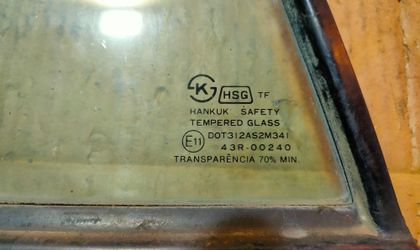 K HSG TF
HANKUK SAFETY
TEMPERED GLASS
E11 DOT312AS2M341
43R-00240
TRANSPARÊNCIA 70% MIN.